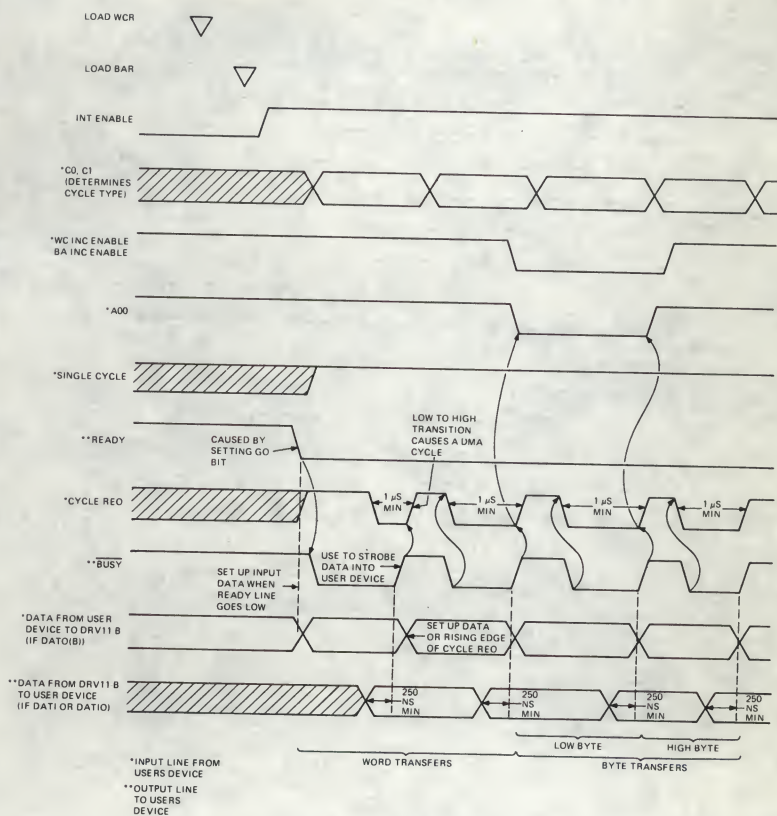 LOAD WCR
LOAD BAR
INT ENABLE
*C0, C1
(DETERMINES
CYCLE TYPE)
*WC INC ENABLE
BA INC ENABLE
*A00
*SINGLE CYCLE
**READY
CAUSED BY
SETTING GO
BIT
LOW TO HIGH
TRANSITION
CAUSES A UMA
CYCLE
*CYCLE REO
1 µS
MIN
1 µS
MIN
1 µS
MIN
1 µS
MIN
**BUSY
SET UP INPUT
DATA WHEN
READY LINE
GOES LOW
USE TO STROBE
DATA INTO
USER DEVICE
*DATA FROM USER
DEVICE TO DRV11 B
(IF DATO(B))
SET UP DATA
OR RISING EDGE
OF CYCLE REO
**DATA FROM DRV11 B
TO USER DEVICE
(IF DATI OR DATIO)
250
NS
MIN
250
NS
MIN
250
NS
MIN
250
NS
MIN
LOW BYTE
HIGH BYTE
WORD TRANSFERS
BYTE TRANSFERS
*INPUT LINE FROM
USERS DEVICE
**OUTPUT LINE
TO USERS
DEVICE